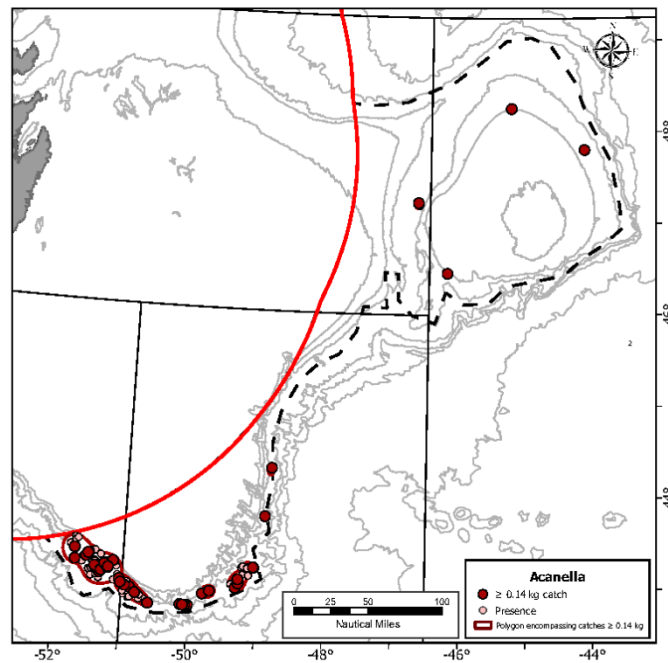 N
W E
S
48
46
44
2
Acanella
≥ 0.14 kg catch
Presence
Polygon encompassing catches ≥ 0.14 kg
0 25 50 100
Nautical Miles
-52 -50 -48 -46 -44